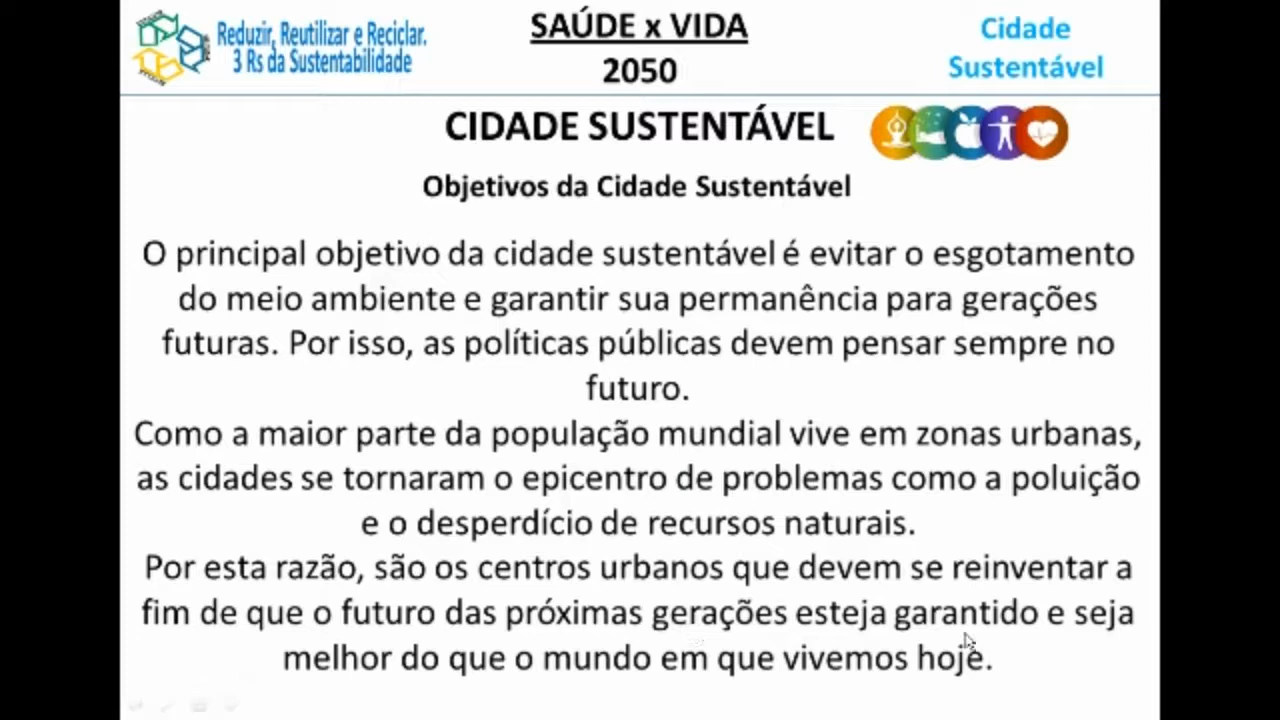 Reduzir, Reutilizar e Reciclar.
3 Rs da Sustentabilidade
SAÚDE x VIDA
2050
Cidade
Sustentável
CIDADE SUSTENTÁVEL
Objetivos da Cidade Sustentável
O principal objetivo da cidade sustentável é evitar o esgotamento
do meio ambiente e garantir sua permanência para gerações
futuras. Por isso, as políticas públicas devem pensar sempre no
futuro.
Como a maior parte da população mundial vive em zonas urbanas,
as cidades se tornaram o epicentro de problemas como a poluição
e o desperdício de recursos naturais.
Por esta razão, são os centros urbanos que devem se reinventar a
fim de que o futuro das próximas gerações esteja garantido e seja
melhor do que o mundo em que vivemos hoje.